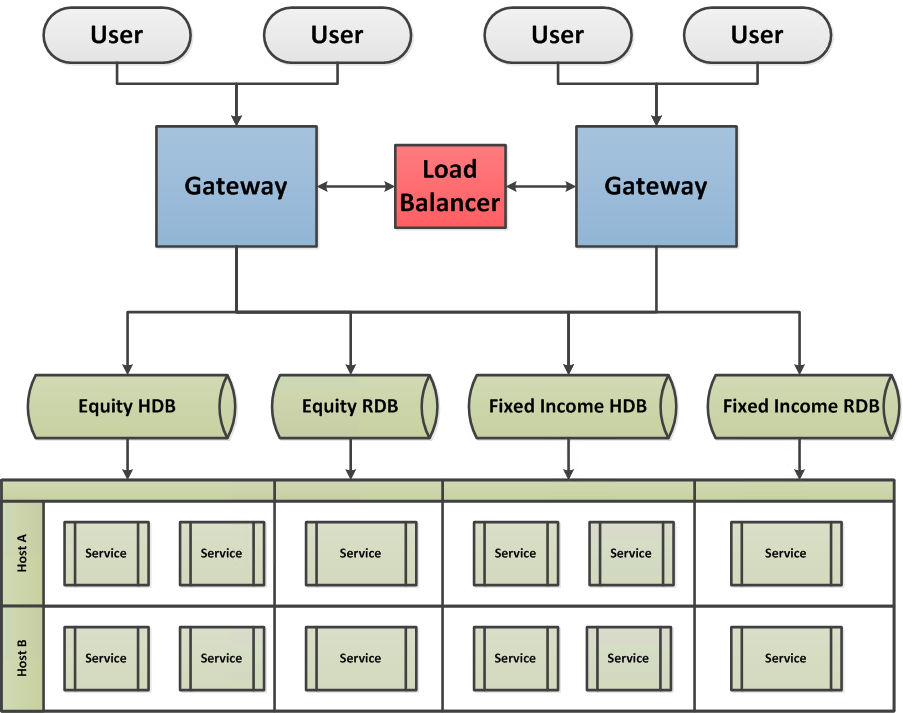 User
User
User
User
Gateway
Load
Balancer
Gateway
Equity HDB
Equity RDB
Fixed Income HDB
Fixed Income RDB
Host A
Service
Service
Service
Service
Service
Service
Host B
Service
Service
Service
Service
Service
Service